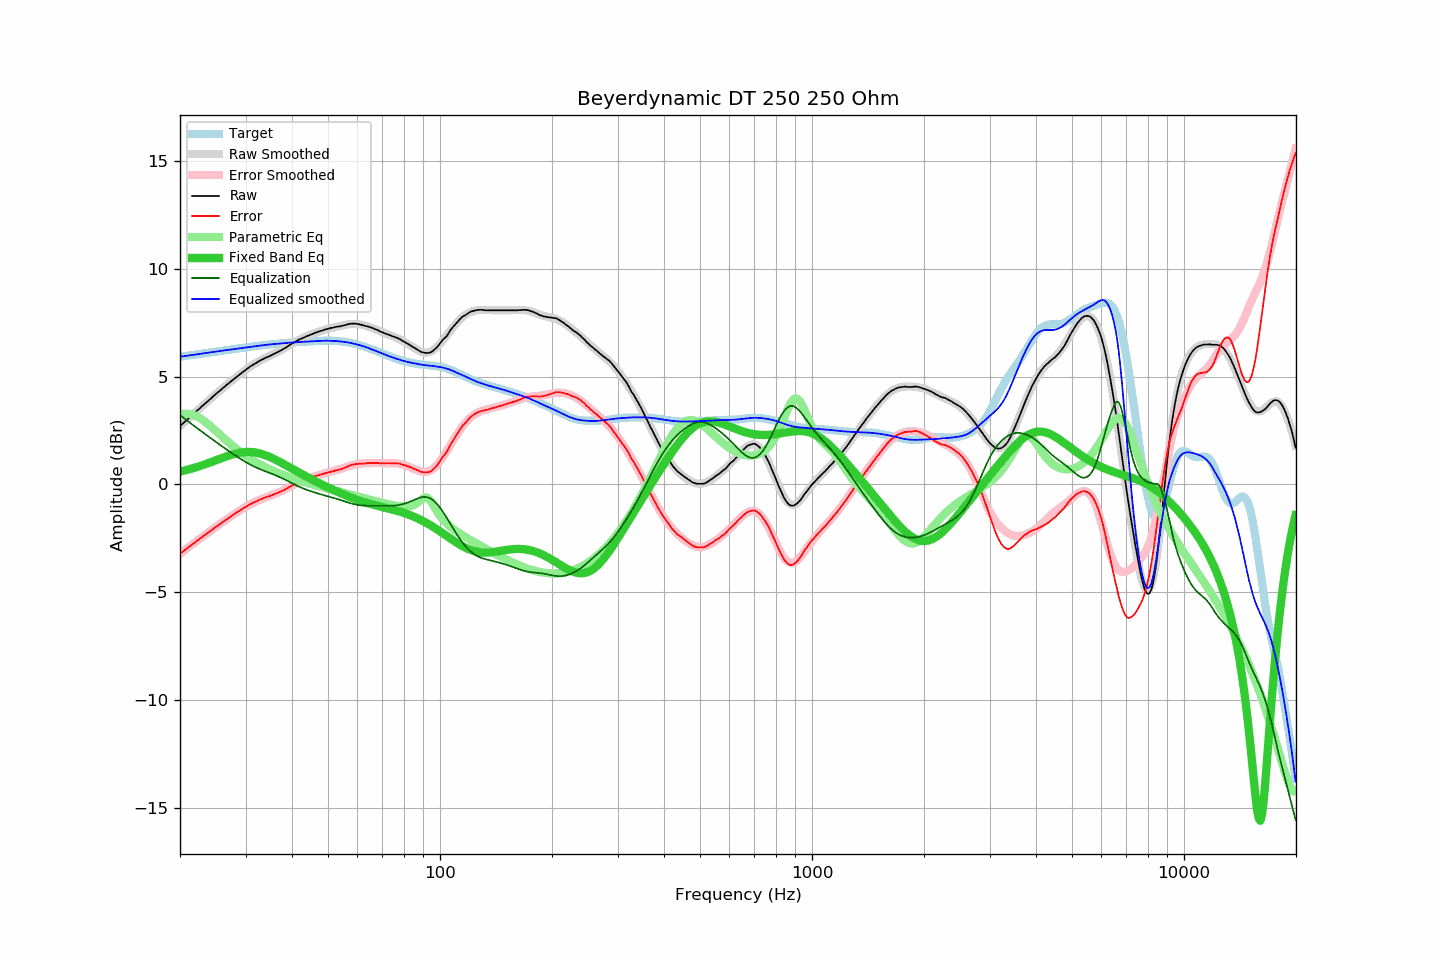 Beyerdynamic DT 250 250 Ohm
Target
Raw Smoothed
Error Smoothed
Raw
Error
Parametric Eq
Fixed Band Eq
Equalization
Equalized smoothed
Amplitude (dBr)
15
10
5
0
−5
−10
−15
100
1000
10000
Frequency (Hz)